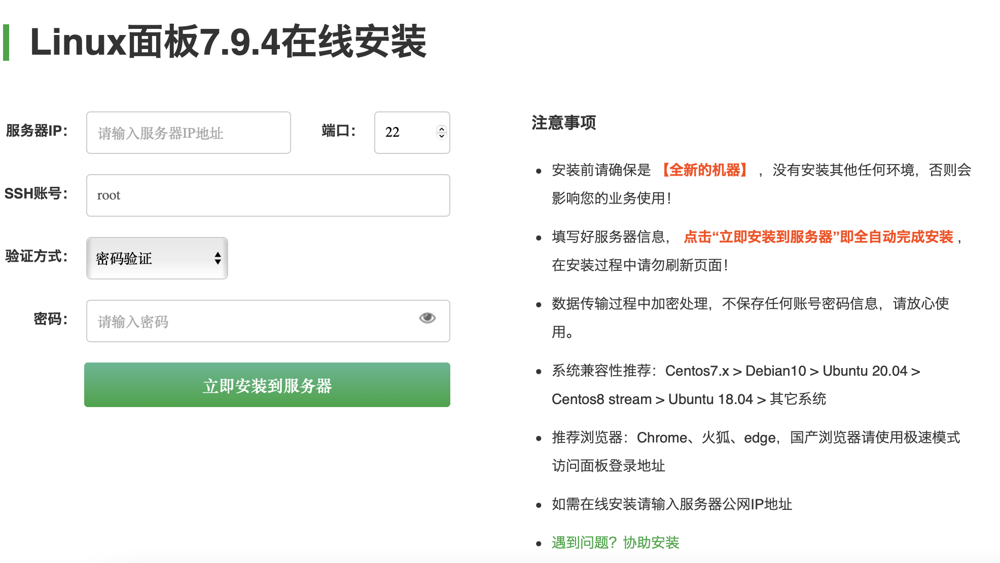 Linux面板7.9.4在线安装
服务器IP：
请输入服务器IP地址
端口：
22
SSH账号：
root
验证方式：
密码验证
密码：
请输入密码
立即安装到服务器
注意事项
安装前请确保是 【全新的机器】 ，没有安装其他任何环境，否则会
影响您的业务使用！
填写好服务器信息， 点击“立即安装到服务器”即全自动完成安装 ，
在安装过程中请勿刷新页面！
数据传输过程中加密处理，不保存任何账号密码信息，请放心使
用。
系统兼容性推荐：Centos7.x > Debian10 > Ubuntu 20.04 >
Centos8 stream > Ubuntu 18.04 > 其它系统
推荐浏览器：Chrome、火狐、edge，国产浏览器请使用极速模式
访问面板登录地址
如需在线安装请输入服务器公网IP地址
遇到问题？协助安装